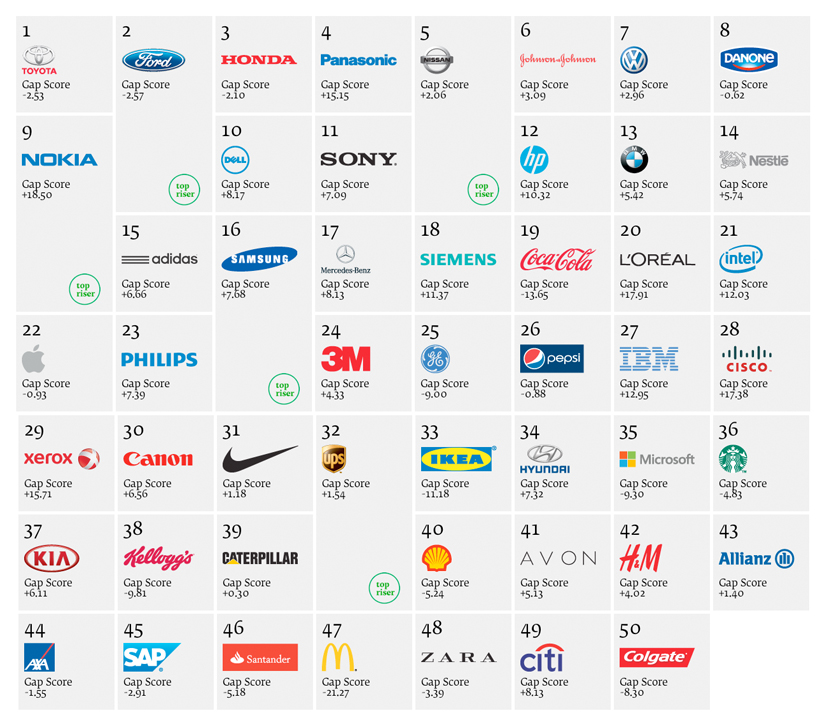 1
TOYOTA
Gap Score
-2.53
2
Ford
Gap Score
-2.57
top
riser
3
HONDA
Gap Score
-2.10
4
Panasonic
Gap Score
+15.15
5
NISSAN
Gap Score
+2.06
top
riser
6
Johnson & Johnson
Gap Score
+3.09
7
Gap Score
+2.96
8
DANONE
Gap Score
-0.62
9
NOKIA
Gap Score
+18.50
top
riser
10
DELL
Gap Score
+8.17
11
SONY.
Gap Score
+7.09
12
hp
Gap Score
+10.32
13
BMW
Gap Score
+5.42
14
Nestlé
Gap Score
+5.74
15
adidas
Gap Score
+6.66
16
SAMSUNG
Gap Score
+7.68
top
riser
17
Mercedes-Benz
Gap Score
+8.13
18
SIEMENS
Gap Score
+11.37
19
Coca-Cola
Gap Score
-13.65
20
L'ORÉAL
Gap Score
+17.91
21
intel
Gap Score
+12.03
22
Gap Score
-0.93
23
PHILIPS
Gap Score
+7.39
24
3M
Gap Score
+4.33
25
GE
Gap Score
-9.00
26
pepsi
Gap Score
-0.88
27
IBM
Gap Score
+12.95
28
CISCO.
Gap Score
+17.38
29
xerox
Gap Score
+15.71
30
Canon
Gap Score
+6.56
31
Gap Score
+1.18
32
ups
Gap Score
+1.54
top
riser
33
IKEA®
Gap Score
-11.18
34
HYUNDAI
Gap Score
+7.32
35
Microsoft
Gap Score
-9.30
36
Gap Score
-4.83
37
KIA
Gap Score
+6.11
38
Kellogg's
Gap Score
-9.81
39
CATERPILLAR
Gap Score
+0.30
40
Gap Score
-5.24
41
AVON
Gap Score
+5.13
42
H&M
Gap Score
+4.02
43
Allianz
Gap Score
+1.40
44
AXA
Gap Score
-1.55
45
SAP
Gap Score
-2.91
46
Santander
Gap Score
-5.18
47
Gap Score
-21.27
48
ZARA
Gap Score
-3.39
49
citi
Gap Score
+8.13
50
Colgate
Gap Score
-8.30